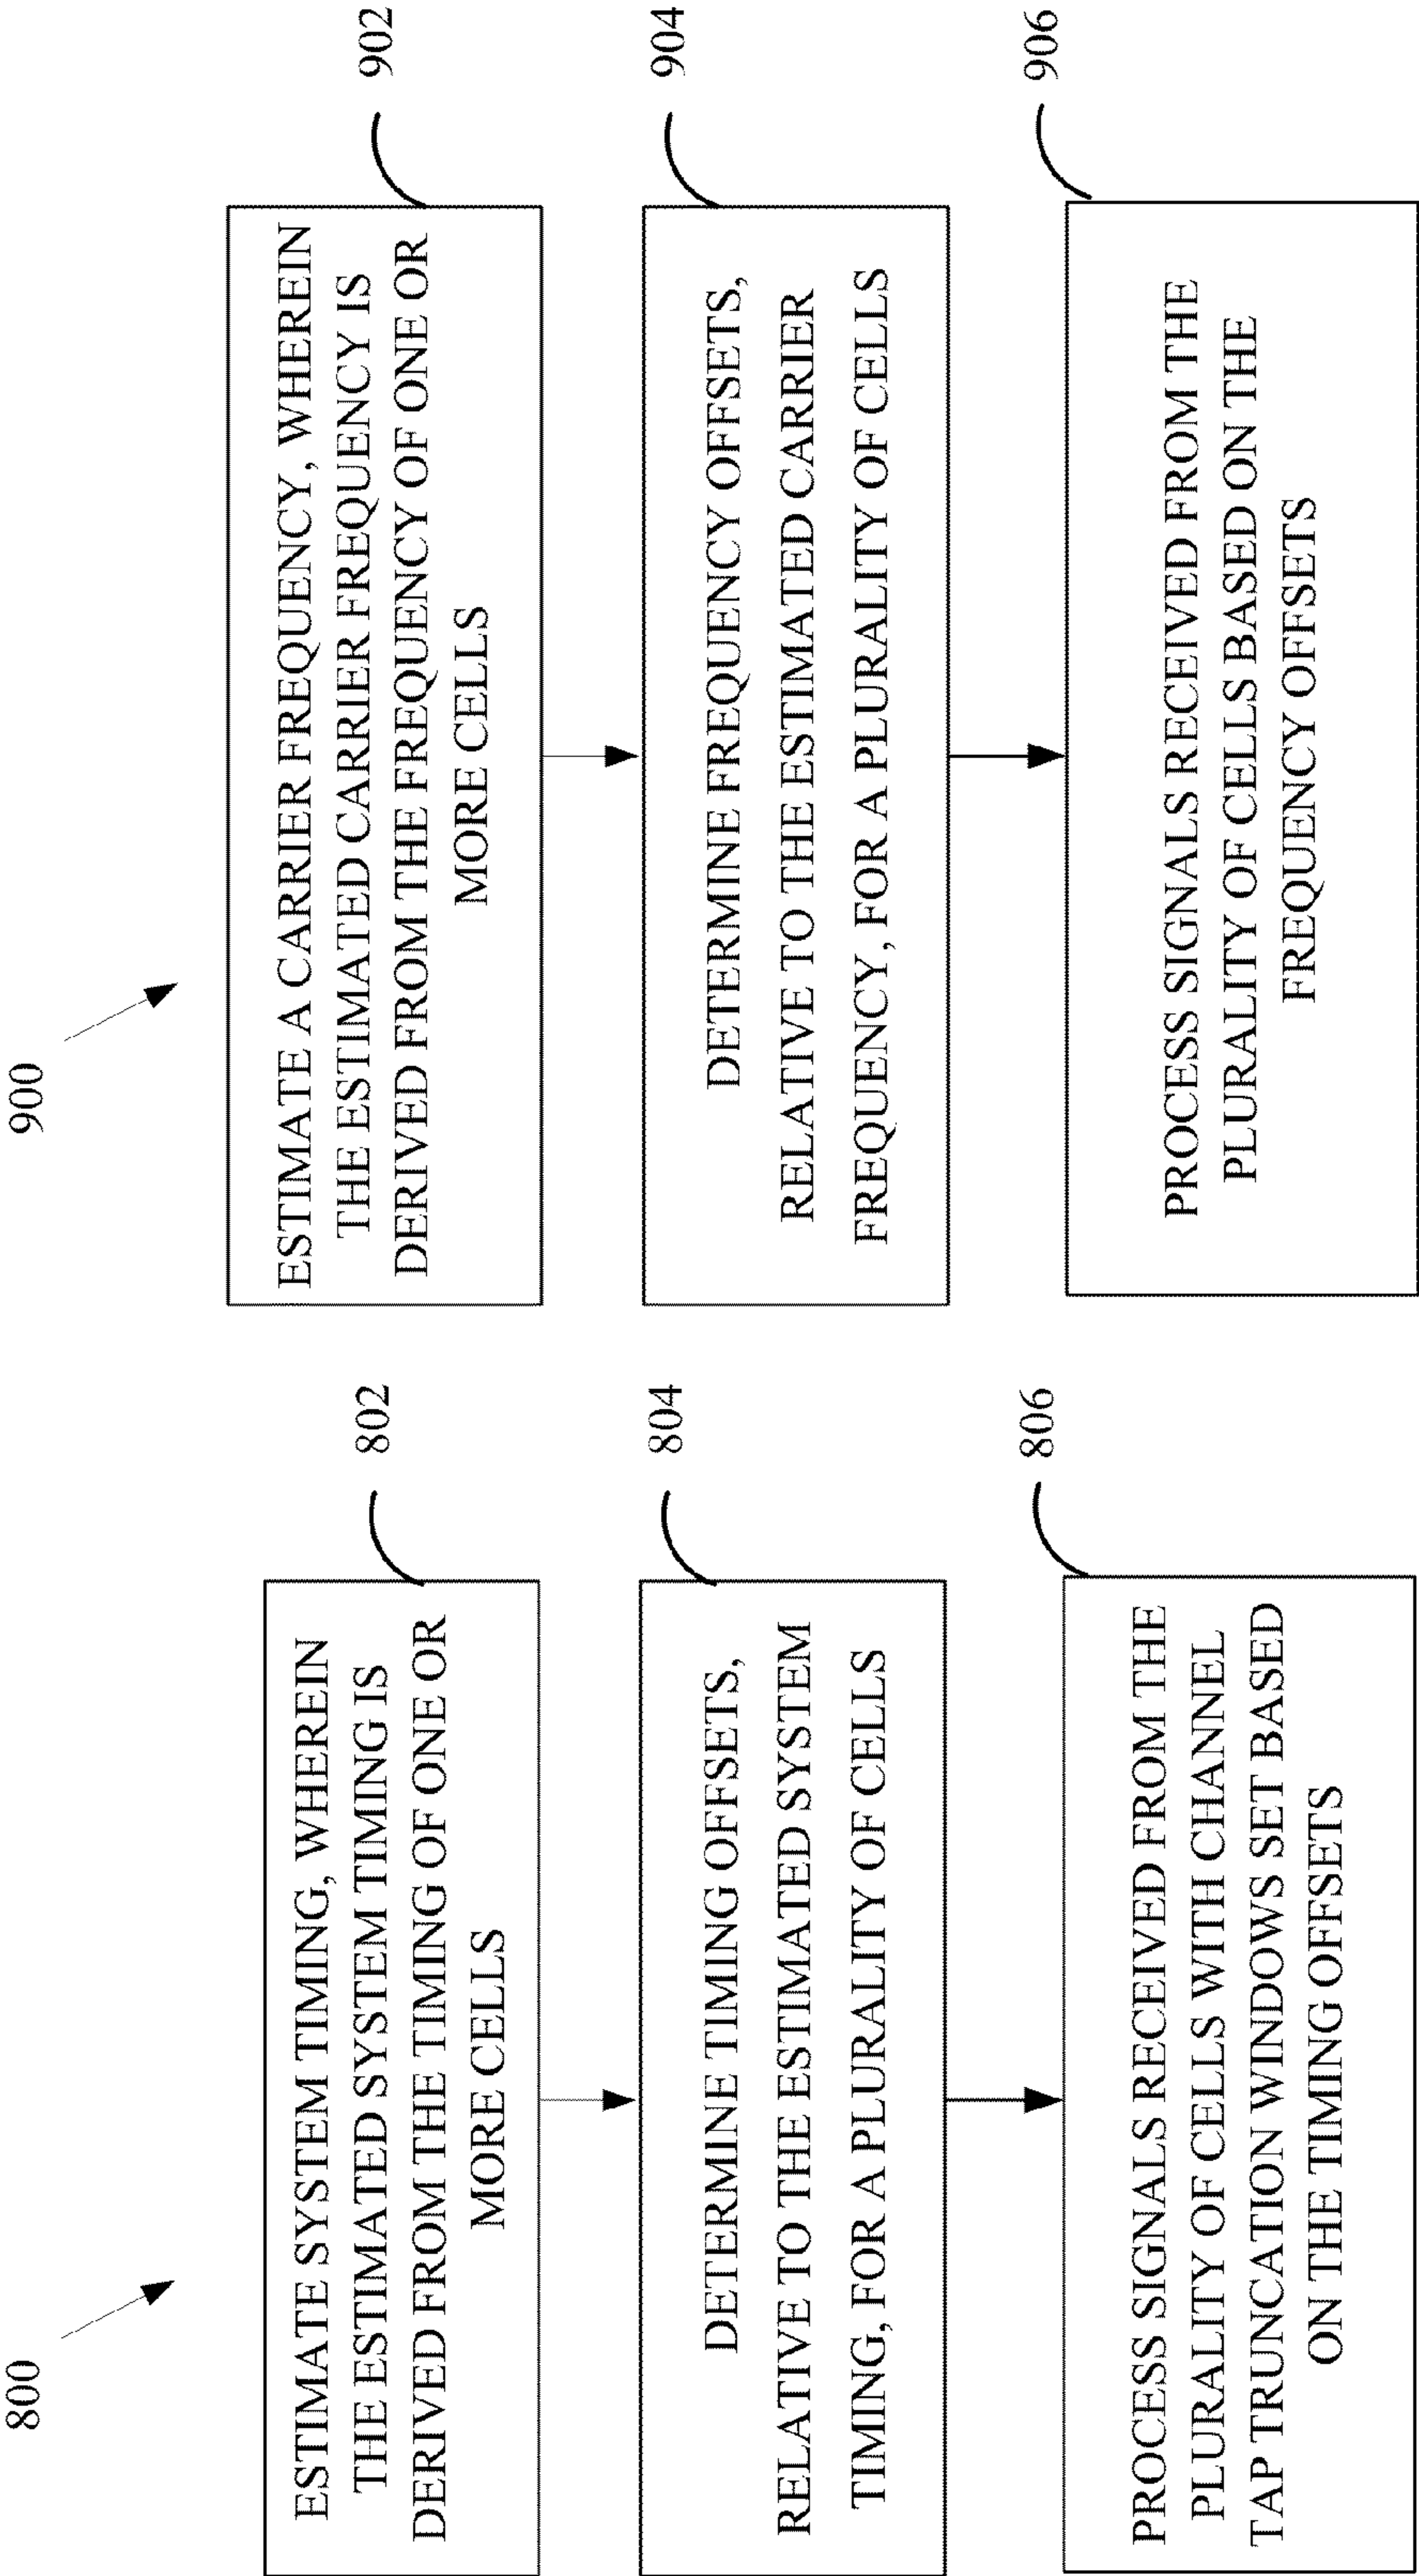 800
ESTIMATE SYSTEM TIMING, WHEREIN
THE ESTIMATED SYSTEM TIMING IS
DERIVED FROM THE TIMING OF ONE OR
MORE CELLS
802
DETERMINE TIMING OFFSETS,
RELATIVE TO THE ESTIMATED SYSTEM
TIMING, FOR A PLURALITY OF CELLS
804
PROCESS SIGNALS RECEIVED FROM THE
PLURALITY OF CELLS WITH CHANNEL
TAP TRUNCATION WINDOWS SET BASED
ON THE TIMING OFFSETS
806
900
ESTIMATE A CARRIER FREQUENCY, WHEREIN
THE ESTIMATED CARRIER FREQUENCY IS
DERIVED FROM THE FREQUENCY OF ONE OR
MORE CELLS
902
DETERMINE FREQUENCY OFFSETS,
RELATIVE TO THE ESTIMATED CARRIER
FREQUENCY, FOR A PLURALITY OF CELLS
904
PROCESS SIGNALS RECEIVED FROM THE
PLURALITY OF CELLS BASED ON THE
FREQUENCY OFFSETS
906